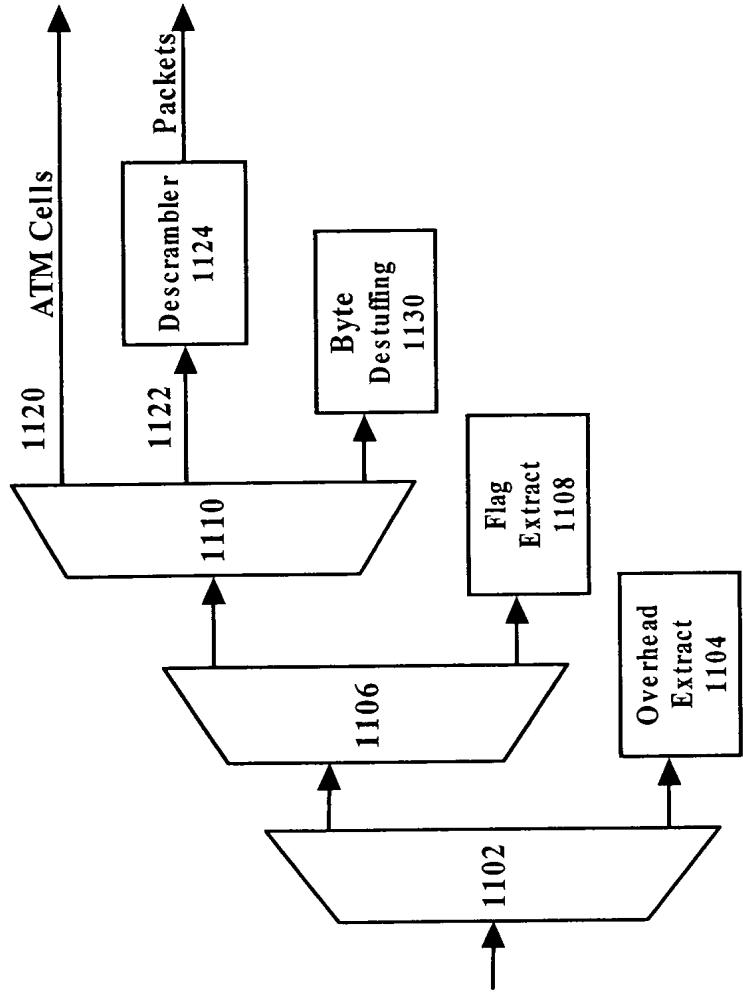 1120
ATM Cells
1122
Descrambler
1124
Packets
1110
Byte
Destuffing
1130
1106
Flag
Extract
1108
1102
Overhead
Extract
1104